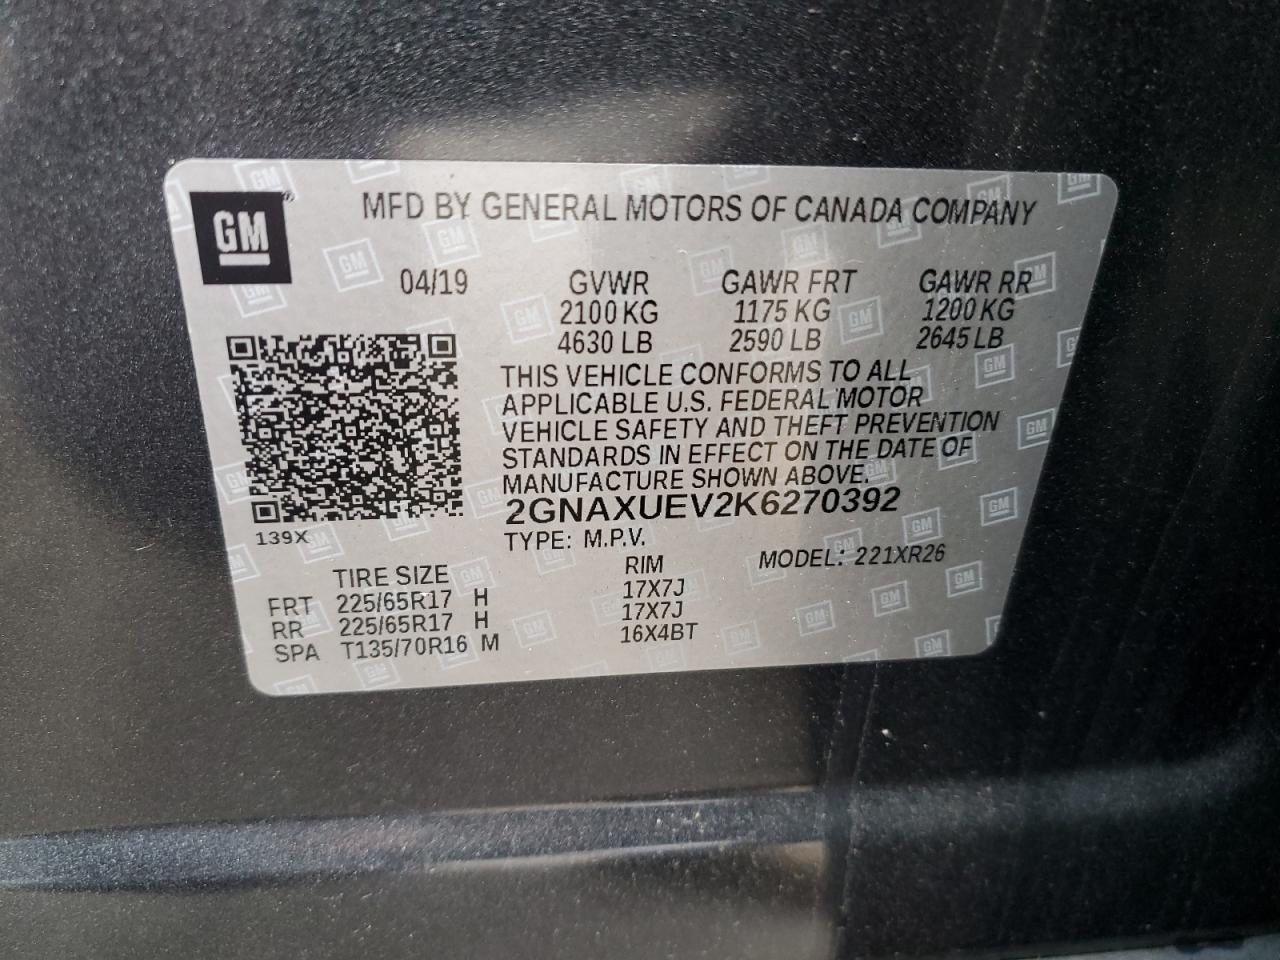 GM
MFD BY GENERAL MOTORS OF CANADA COMPANY
04/19 GVWR GAWR FRT GAWR RR
2100 KG 1175 KG 1200 KG
4630 LB 2590 LB 2645 LB
THIS VEHICLE CONFORMS TO ALL
APPLICABLE U.S. FEDERAL MOTOR
VEHICLE SAFETY AND THEFT PREVENTION
STANDARDS IN EFFECT ON THE DATE OF
MANUFACTURE SHOWN ABOVE.
2GNAXUEV2K6270392
139X
TYPE: M.P.V. MODEL: 221XR26
TIRE SIZE RIM
FRT 225/65R17 H 17X7J
RR 225/65R17 H 17X7J
SPA T135/70R16 M 16X4BT